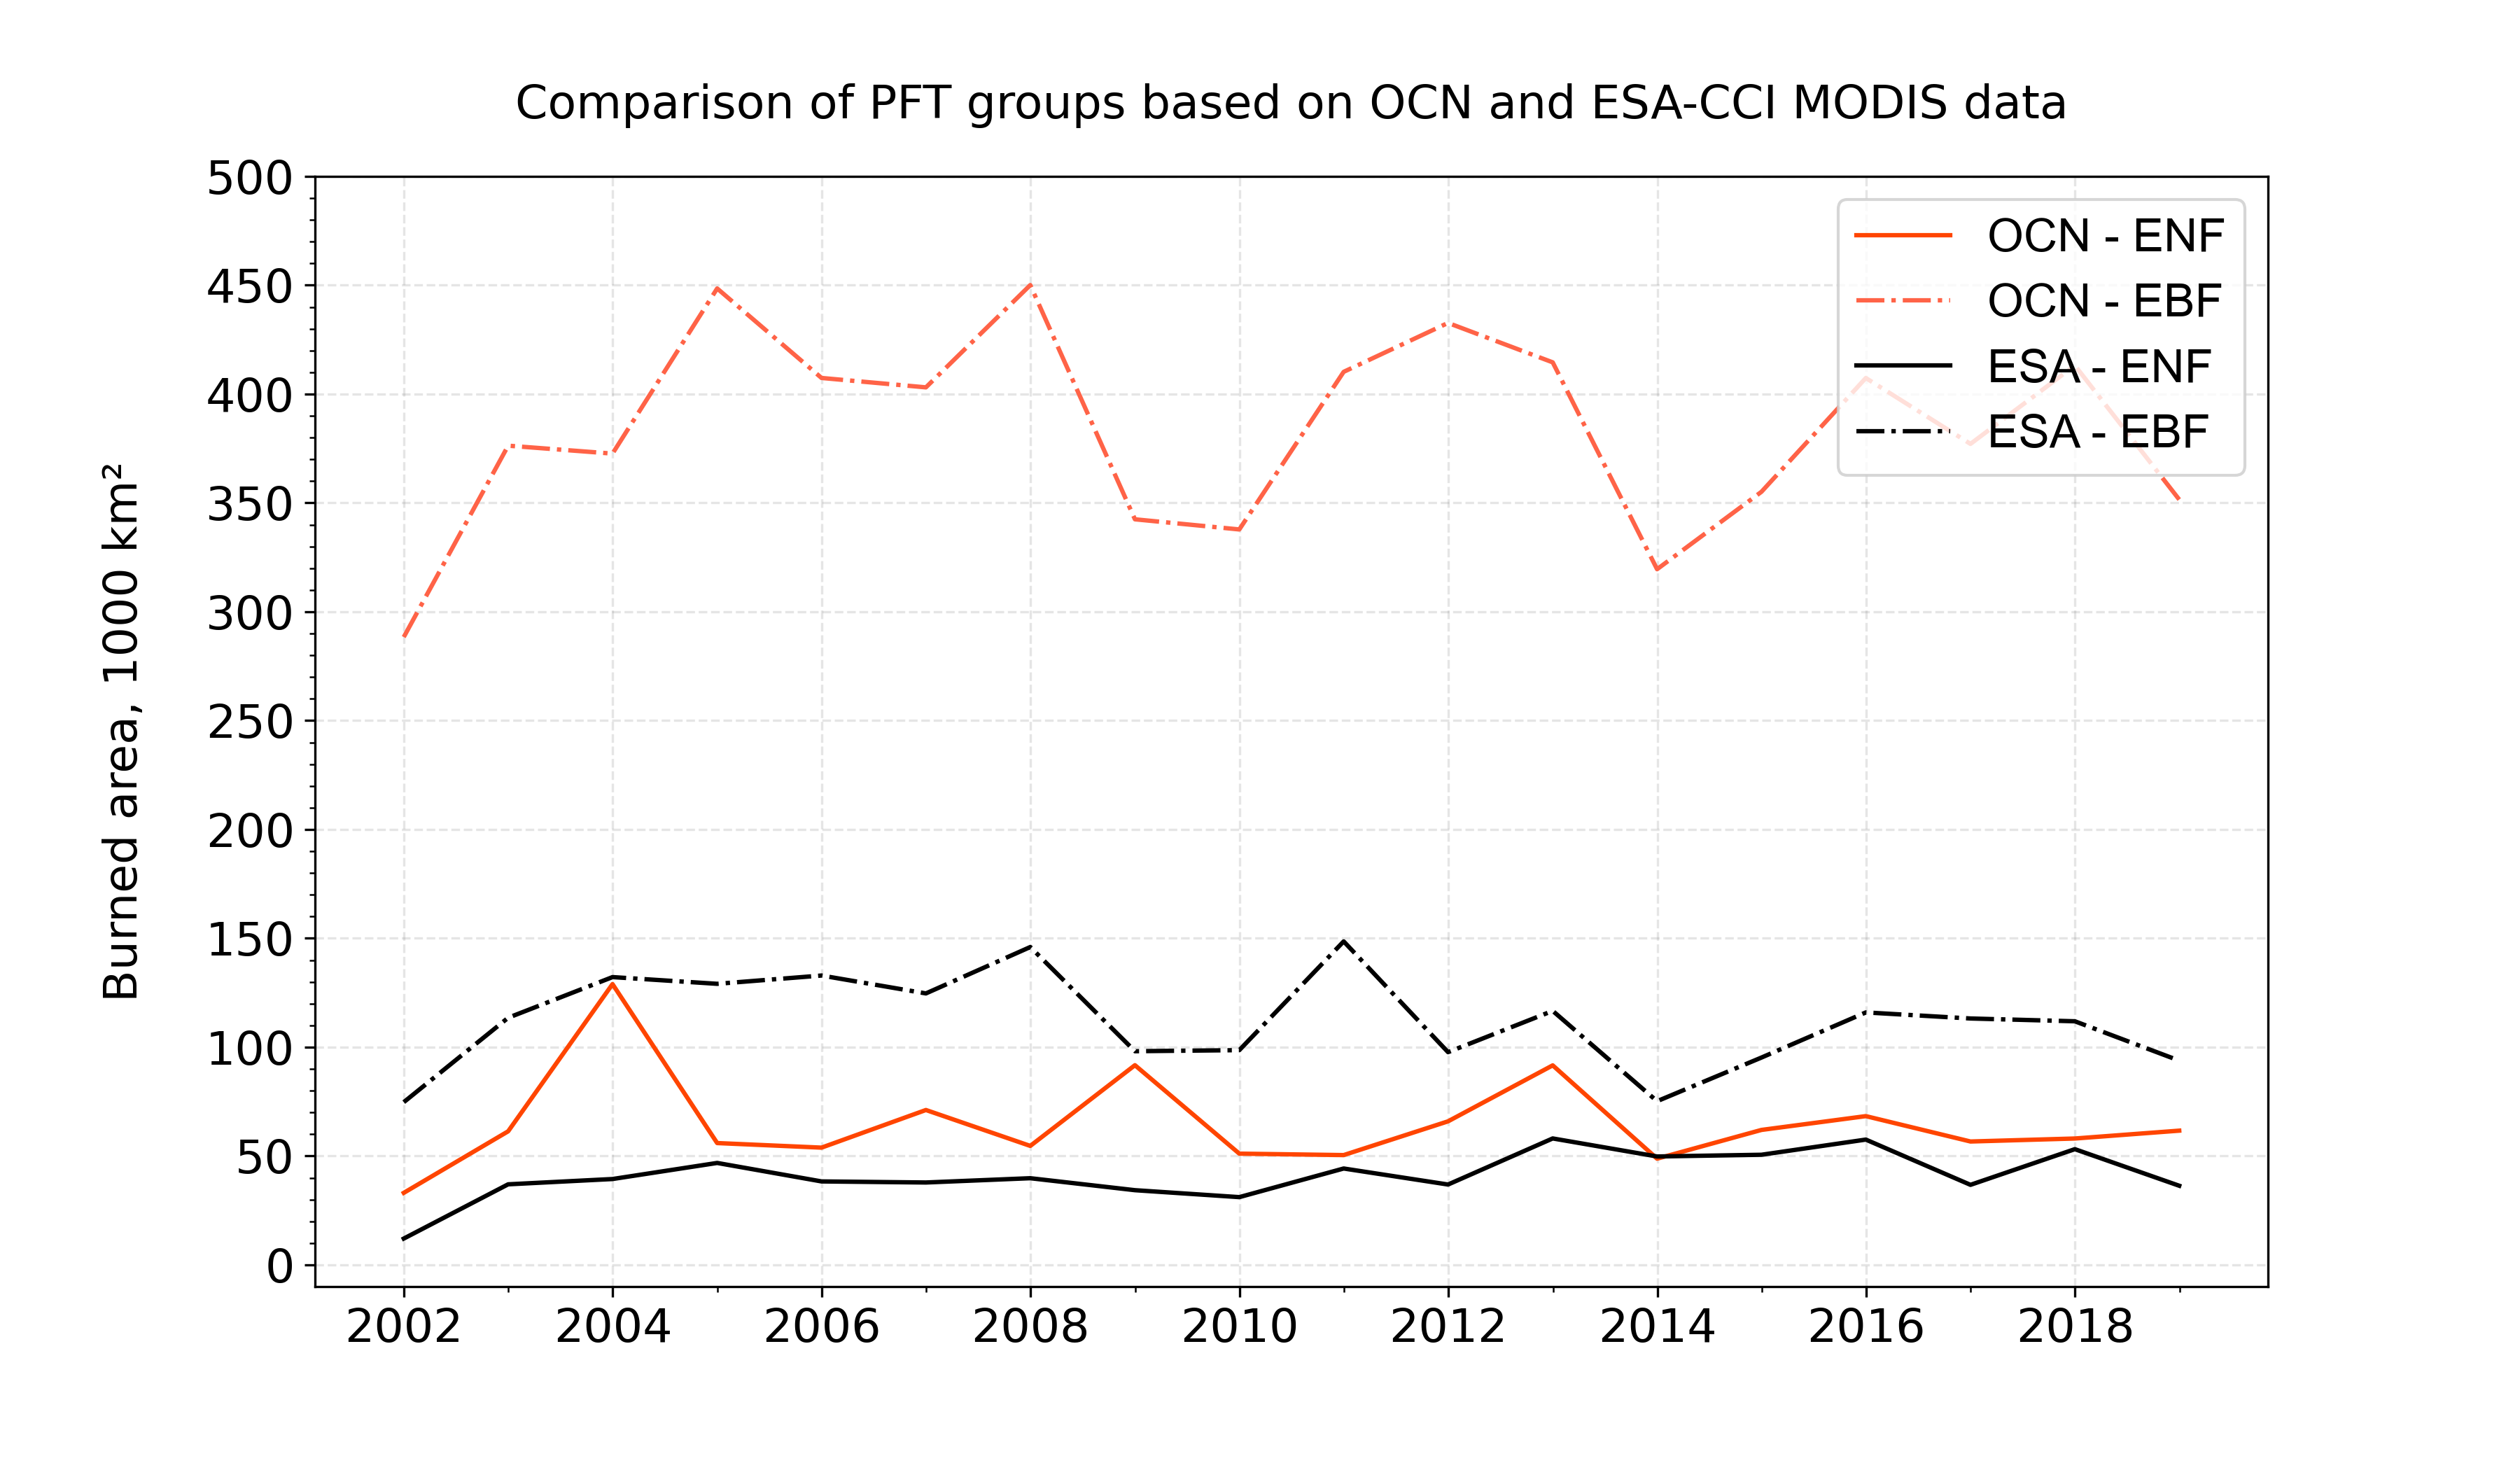 Comparison of PFT groups based on OCN and ESA-CCI MODIS data
Burned area, 1000 km²
500
450
400
350
300
250
200
150
100
50
0
OCN - ENF
OCN - EBF
ESA - ENF
ESA - EBF
2002 2004 2006 2008 2010 2012 2014 2016 2018